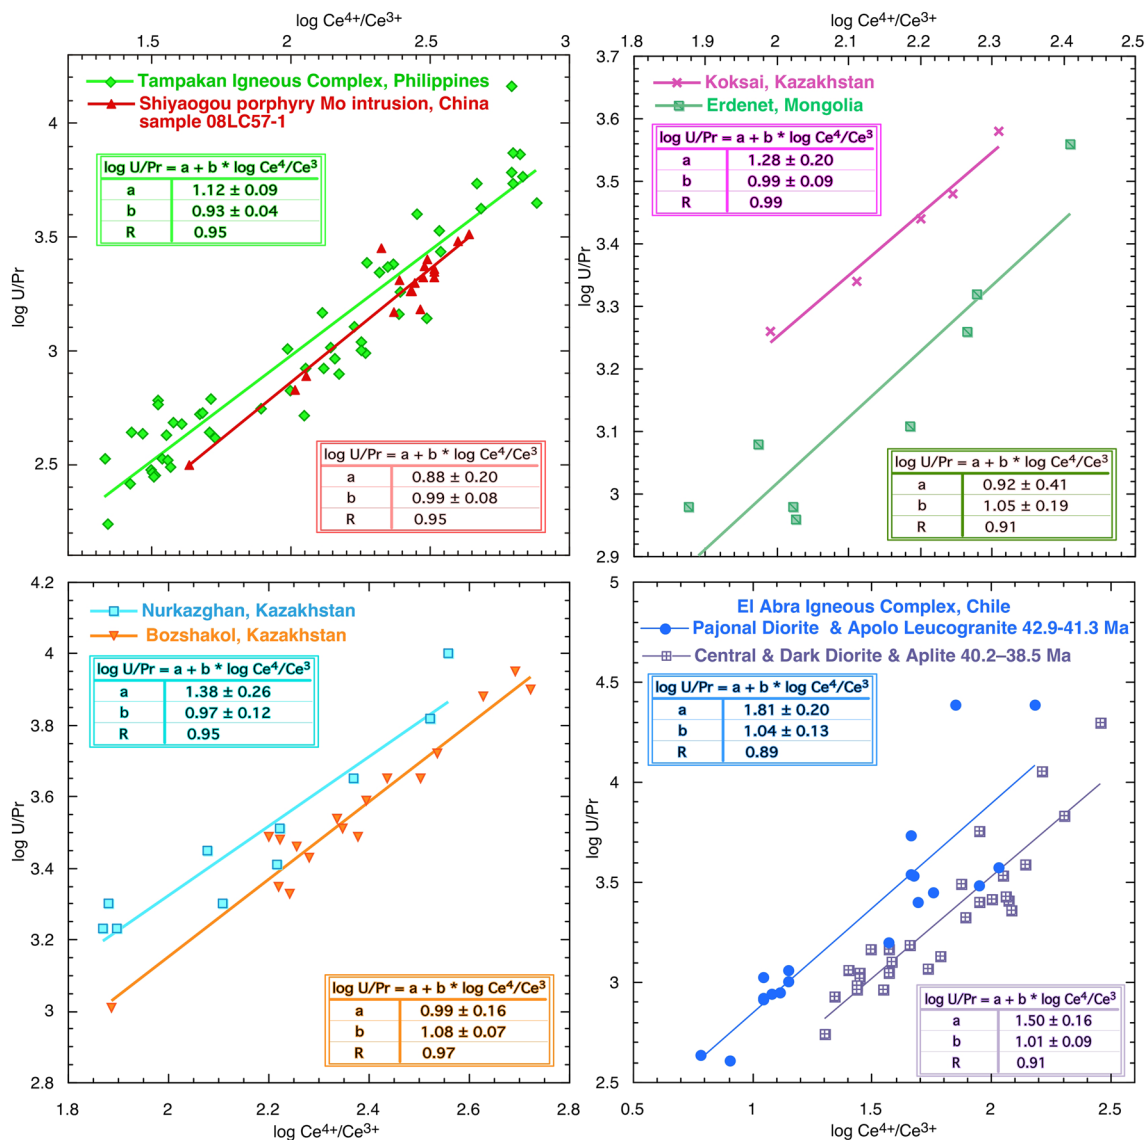 log Ce4+/Ce3+
1.5 2 2.5 3
Tampakan Igneous Complex, Philippines
Shiyaogou porphyry Mo intrusion, China
sample 08LC57-1
log U/Pr = a + b * log Ce4/Ce3
a 1.12 ± 0.09
b 0.93 ± 0.04
R 0.95
log U/Pr = a + b * log Ce4/Ce3
a 0.88 ± 0.20
b 0.99 ± 0.08
R 0.95
4
3.5
3
2.5
log U/Pr
log Ce4+/Ce3+
1.8 1.9 2 2.1 2.2 2.3 2.4 2.5
Koksai, Kazakhstan
Erdenet, Mongolia
log U/Pr = a + b * log Ce4/Ce3
a 1.28 ± 0.20
b 0.99 ± 0.09
R 0.99
log U/Pr = a + b * log Ce4/Ce3
a 0.92 ± 0.41
b 1.05 ± 0.19
R 0.91
3.7
3.6
3.5
3.4
3.3
3.2
3.1
3
2.9
log U/Pr
Nurkazghan, Kazakhstan
Bozshakol, Kazakhstan
log U/Pr = a + b * log Ce4/Ce3
a 1.38 ± 0.26
b 0.97 ± 0.12
R 0.95
log U/Pr = a + b * log Ce4/Ce3
a 0.99 ± 0.16
b 1.08 ± 0.07
R 0.97
4.2
4
3.8
3.6
3.4
3.2
3
2.8
log U/Pr
1.8 2 2.2 2.4 2.6 2.8
log Ce4+/Ce3+
El Abra Igneous Complex, Chile
Pajonal Diorite & Apolo Leucogranite 42.9-41.3 Ma
Central & Dark Diorite & Aplite 40.2–38.5 Ma
log U/Pr = a + b * log Ce4/Ce3
a 1.81 ± 0.20
b 1.04 ± 0.13
R 0.89
log U/Pr = a + b * log Ce4/Ce3
a 1.50 ± 0.16
b 1.01 ± 0.09
R 0.91
5
4.5
4
3.5
3
2.5
log U/Pr
0.5 1 1.5 2 2.5
log Ce4+/Ce3+